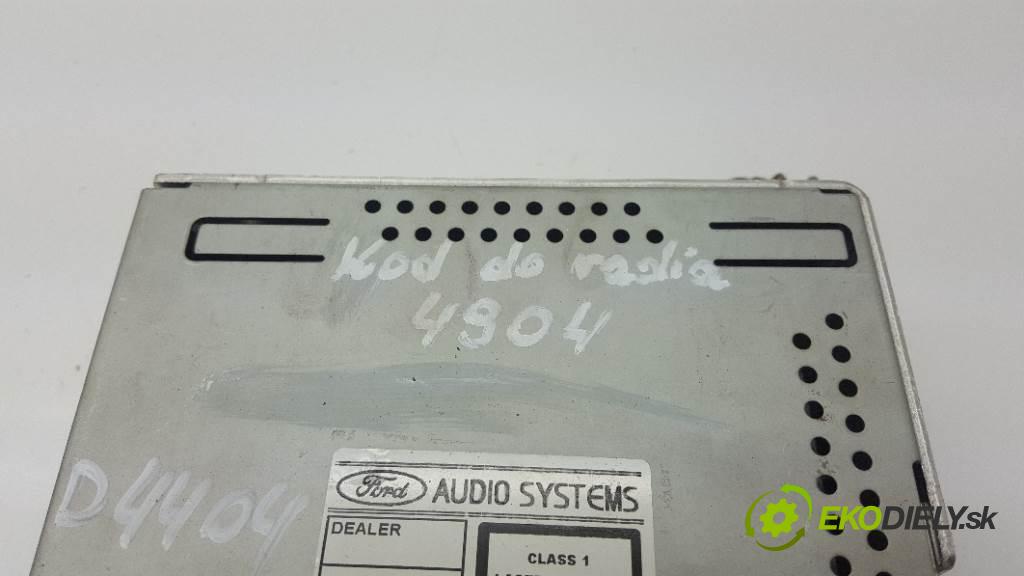 Kod do radia
4904
D4404
Ford AUDIO SYSTEMS
DEALER
CLASS 1
EKODIELY.sk